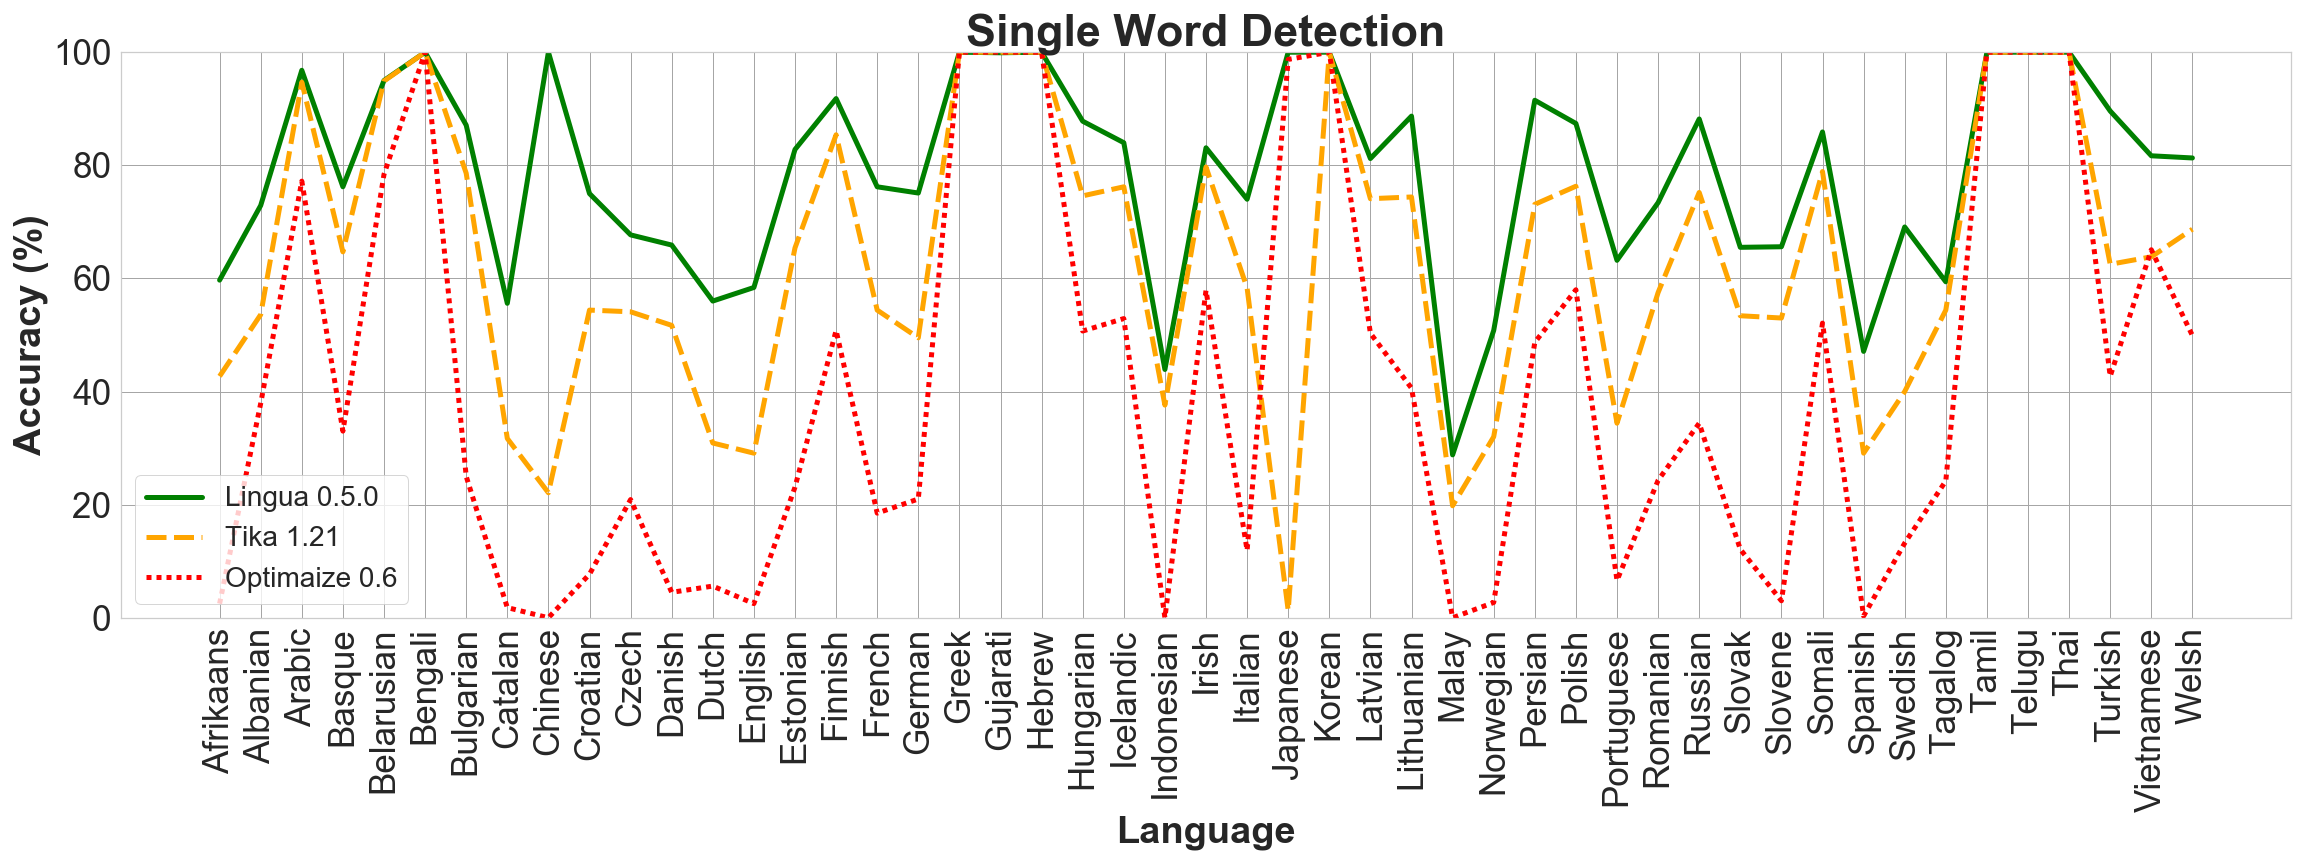 Single Word Detection
Accuracy (%)
100
80
60
40
20
0
Lingua 0.5.0
Tika 1.21
Optimaize 0.6
Afrikaans
Albanian
Arabic
Basque
Belarusian
Bengali
Bulgarian
Catalan
Chinese
Croatian
Czech
Danish
Dutch
English
Estonian
Finnish
French
German
Greek
Gujarati
Hebrew
Hungarian
Icelandic
Indonesian
Irish
Italian
Japanese
Korean
Latvian
Lithuanian
Malay
Norwegian
Persian
Polish
Portuguese
Romanian
Russian
Slovak
Slovene
Somali
Spanish
Swedish
Tagalog
Tamil
Telugu
Thai
Turkish
Vietnamese
Welsh
Language